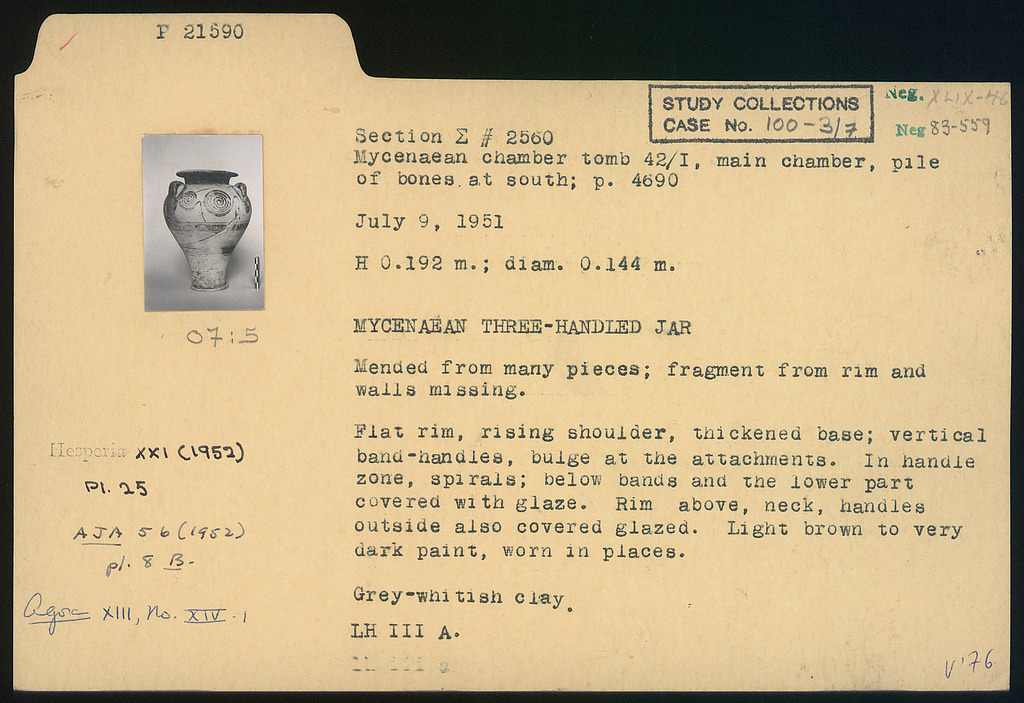 P 21590
STUDY COLLECTIONS
CASE No. 100-3/7
Neg. XLIX-46
Neg 83-559
Section Σ # 2560
Mycenaean chamber tomb 42/I, main chamber, pile
of bones at south; p. 4690
July 9, 1951
H 0.192 m.; diam. 0.144 m.
07:5
MYCENAEAN THREE-HANDLED JAR
Mended from many pieces; fragment from rim and
walls missing.
Flat rim, rising shoulder, thickened base; vertical
band-handles, bulge at the attachments. In handle
zone, spirals; below bands and the lower part
covered with glaze. Rim above, neck, handles
outside also covered glazed. Light brown to very
dark paint, worn in places.
Grey-whitish clay.
LH III A.
Hesperia XXI (1952)
Pl. 25
AJA 56 (1952)
pl. 8 B.
Agora XIII, No. XIV.1
V '76